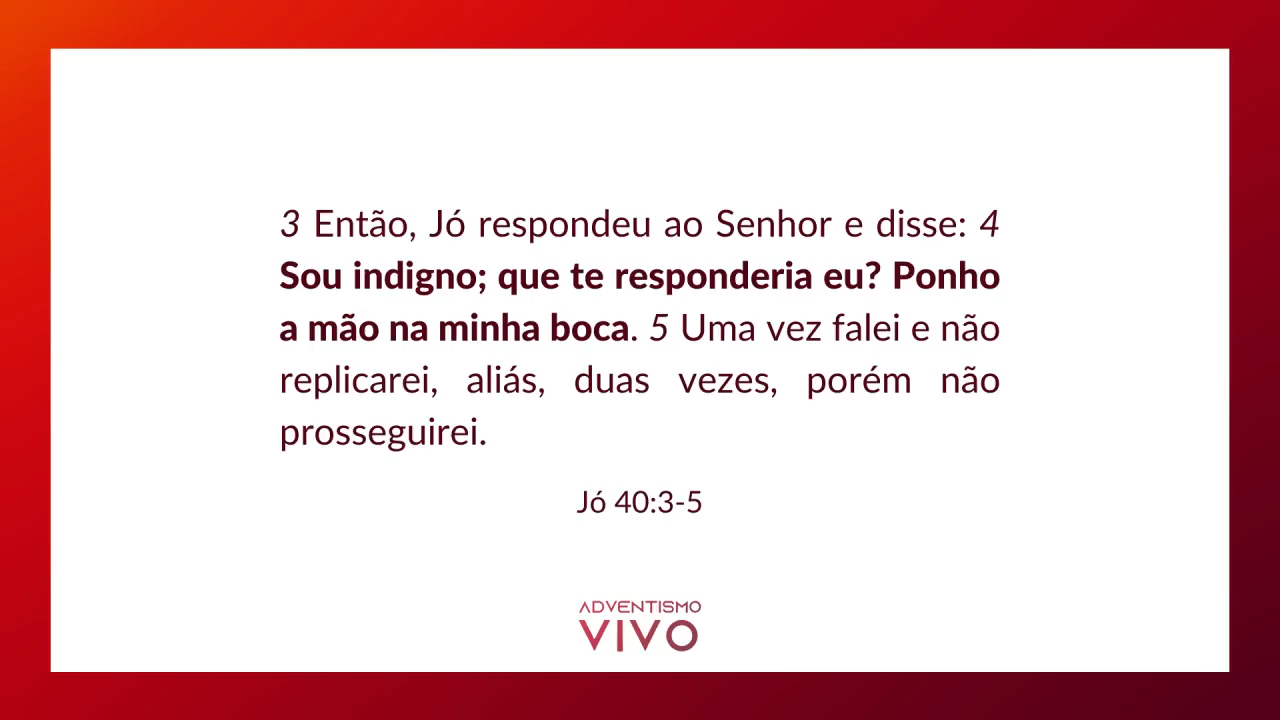 3 Então, Jó respondeu ao Senhor e disse: 4
Sou indigno; que te responderia eu? Ponho
a mão na minha boca. 5 Uma vez falei e não
replicarei, aliás, duas vezes, porém não
prosseguirei.
Jó 40:3-5
ADVENTISMO
VIVO